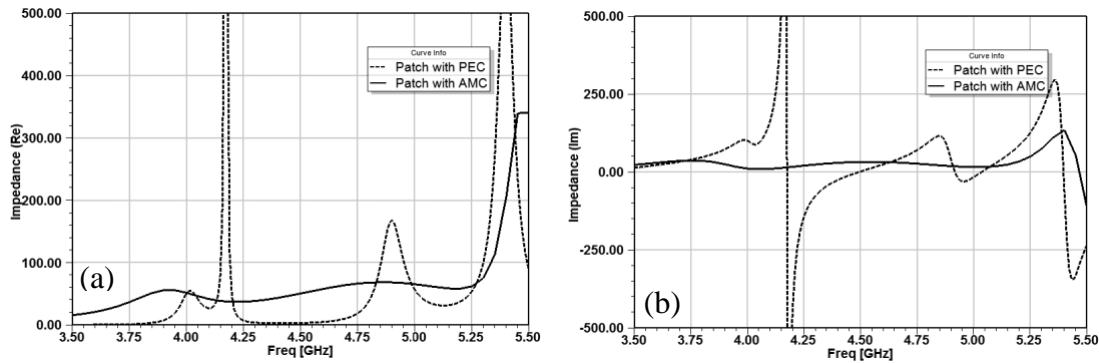 500.00
400.00
300.00
200.00
100.00
0.00
Impedance (Re)
3.50
3.75
4.00
4.25
4.50
4.75
5.00
5.25
5.50
Freq [GHz]
Curve Info
Patch with PEC
Patch with AMC
(a)
500.00
250.00
0.00
-250.00
-500.00
Impedance (Im)
3.50
3.75
4.00
4.25
4.50
4.75
5.00
5.25
5.50
Freq [GHz]
Curve Info
Patch with PEC
Patch with AMC
(b)